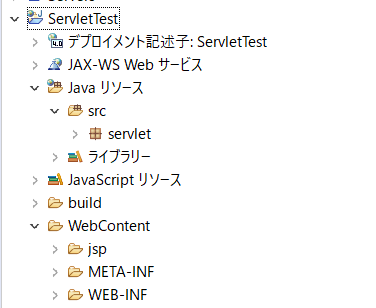 ServletTest
デプロイメント記述子: ServletTest
JAX-WS Web サービス
Java リソース
src
servlet
ライブラリー
JavaScript リソース
build
WebContent
jsp
META-INF
WEB-INF